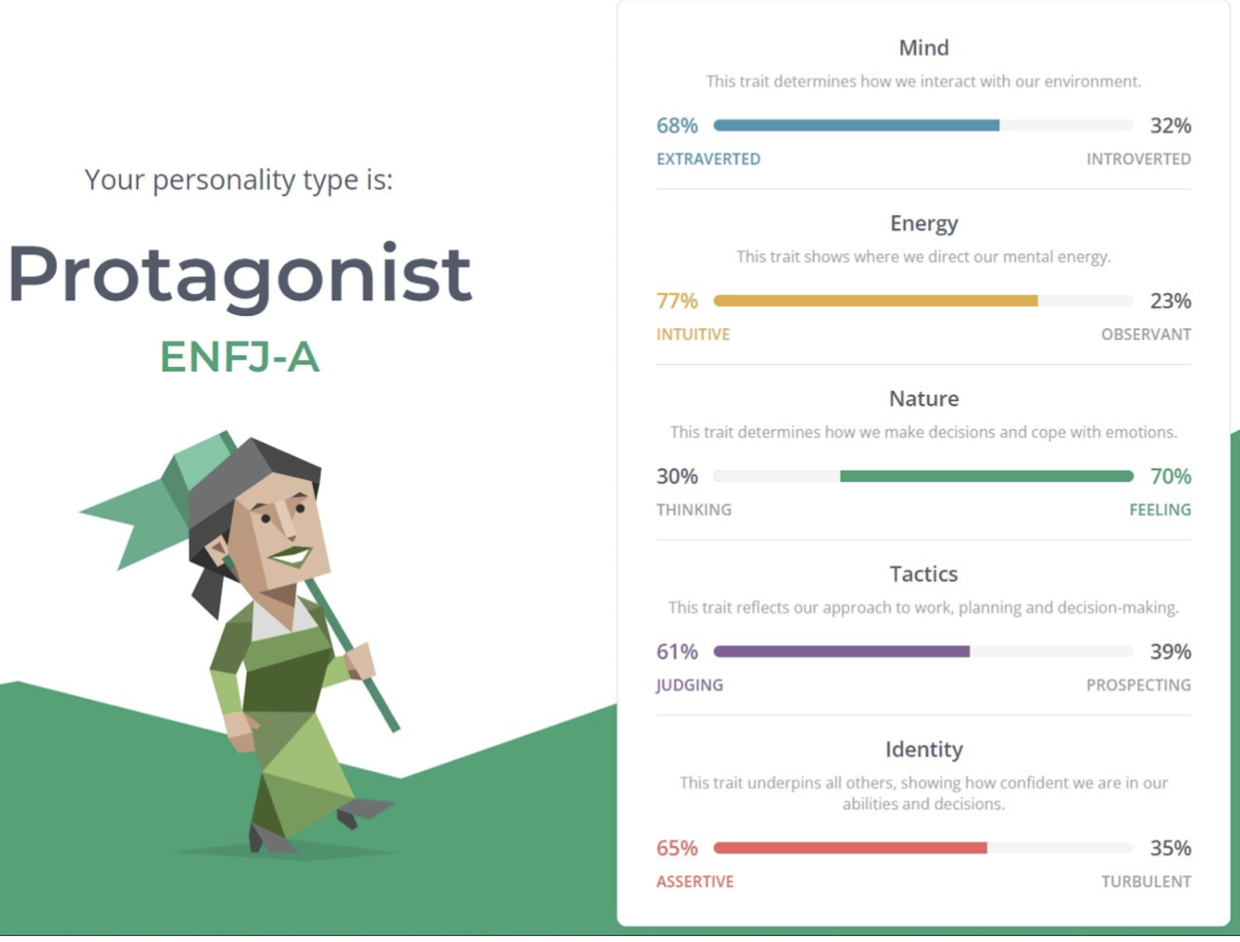 Your personality type is:
Protagonist
ENFJ-A
Mind
This trait determines how we interact with our environment.
68% 32%
EXTRAVERTED INTROVERTED
Energy
This trait shows where we direct our mental energy.
77% 23%
INTUITIVE OBSERVANT
Nature
This trait determines how we make decisions and cope with emotions.
30% 70%
THINKING FEELING
Tactics
This trait reflects our approach to work, planning and decision-making.
61% 39%
JUDGING PROSPECTING
Identity
This trait underpins all others, showing how confident we are in our
abilities and decisions.
65% 35%
ASSERTIVE TURBULENT